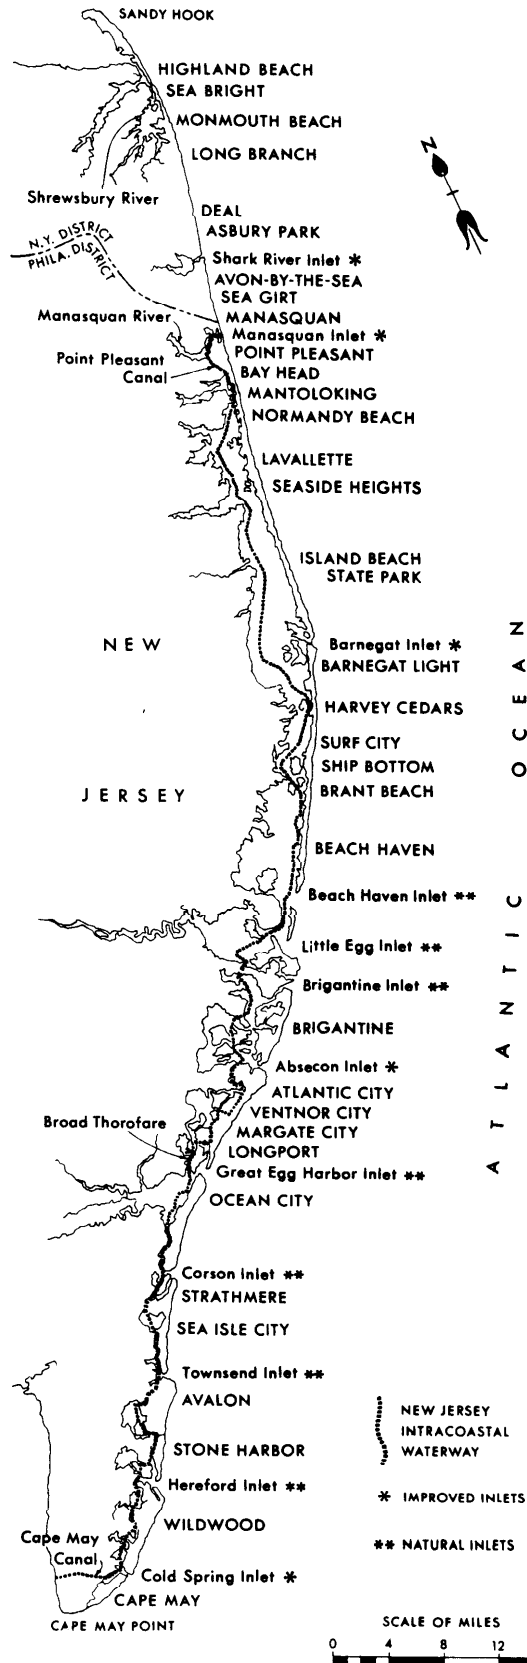 SANDY HOOK
HIGHLAND BEACH
SEA BRIGHT
MONMOUTH BEACH
LONG BRANCH
Shrewsbury River
N
DEAL
ASBURY PARK
N.Y. DISTRICT
PHILA. DISTRICT
Shark River Inlet *
AVON-BY-THE-SEA
SEA GIRT
MANASQUAN
Manasquan River
Manasquan Inlet *
POINT PLEASANT
Point Pleasant
Canal
BAY HEAD
MANTOLOKING
NORMANDY BEACH
LAVALLETTE
SEASIDE HEIGHTS
ISLAND BEACH
STATE PARK
NEW
JERSEY
Barnegat Inlet *
BARNEGAT LIGHT
HARVEY CEDARS
SURF CITY
SHIP BOTTOM
BRANT BEACH
BEACH HAVEN
Beach Haven Inlet **
Little Egg Inlet **
Brigantine Inlet **
BRIGANTINE
Absecon Inlet *
ATLANTIC CITY
VENTNOR CITY
MARGATE CITY
LONGPORT
Broad Thorofare
Great Egg Harbor Inlet **
OCEAN CITY
ATLANTIC OCEAN
Corson Inlet **
STRATHMERE
SEA ISLE CITY
Townsend Inlet **
AVALON
STONE HARBOR
Hereford Inlet **
WILDWOOD
Cape May
Canal
Cold Spring Inlet *
CAPE MAY
CAPE MAY POINT
NEW JERSEY
INTRACOASTAL
WATERWAY
* IMPROVED INLETS
** NATURAL INLETS
SCALE OF MILES
0 4 8 12